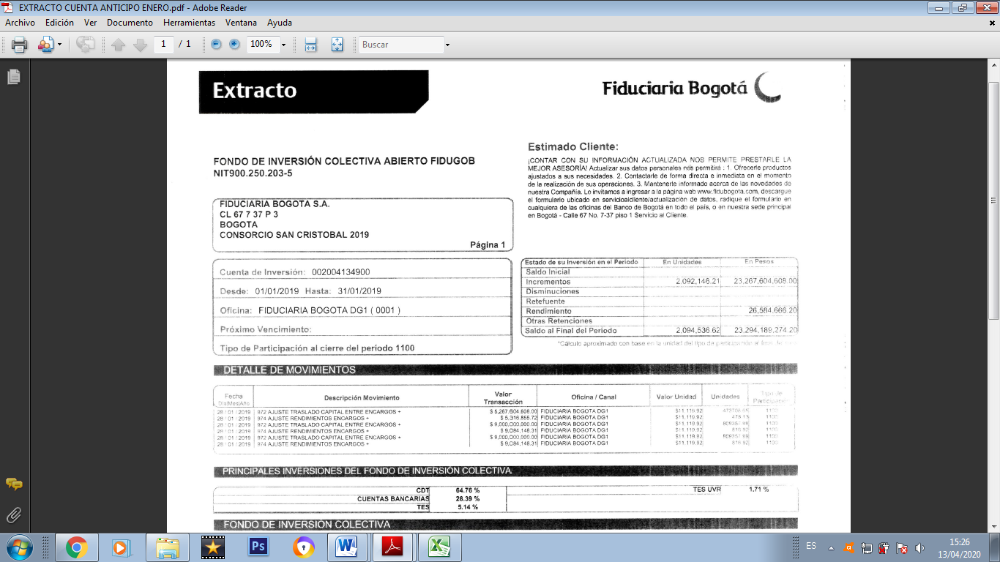 EXTRACTO CUENTA ANTICIPO ENERO.pdf - Adobe Reader
Archivo Edición Ver Documento Herramientas Ventana Ayuda
1 / 1 100% Buscar
Extracto
Fiduciaria Bogotá
FONDO DE INVERSIÓN COLECTIVA ABIERTO FIDUGOB
NIT900.250.203-5
Estimado Cliente:
¡CONTAR CON SU INFORMACIÓN ACTUALIZADA NOS PERMITE PRESTARLE LA
MEJOR ASESORÍA! Actualizar sus datos personales nos permitirá : 1. Ofrecerle productos
ajustados a sus necesidades. 2. Contactarle de forma directa e inmediata en el momento
de la realización de sus operaciones. 3. Mantenerle informado acerca de las novedades de
nuestra Compañía. Lo invitamos a ingresar a la página web www.fidubogota.com, descargue
el formulario ubicado en servicioalcliente/actualización de datos, radique el formulario en
cualquiera de las oficinas del Banco de Bogotá en todo el país, o en nuestra sede principal
en Bogotá - Calle 67 No. 7-37 piso 1 Servicio al Cliente.
FIDUCIARIA BOGOTA S.A.
CL 67 7 37 P 3
BOGOTA
CONSORCIO SAN CRISTOBAL 2019
Página 1
Cuenta de Inversión: 002004134900
Desde: 01/01/2019 Hasta: 31/01/2019
Oficina: FIDUCIARIA BOGOTA DG1 ( 0001 )
Próximo Vencimiento:
Tipo de Participación al cierre del período 1100
Estado de su Inversión en el Periodo En Unidades En Pesos
Saldo Inicial
Incrementos 2,092,146.21 23,267,604,608.00
Disminuciones
Retefuente
Rendimiento 26,584,666.20
Otras Retenciones
Saldo al Final del Periodo 2,094,536.62 23,294,189,274.20
*Cálculo aproximado con base en la unidad del tipo de participación al final de
DETALLE DE MOVIMIENTOS
Fecha Día|Mes|Año Descripción Movimiento Valor Transacción Oficina / Canal Valor Unidad Unidades Tipo de Participación
28 / 01 / 2019 972 AJUSTE TRASLADO CAPITAL ENTRE ENCARGOS + $ 5,267,604,608.00 FIDUCIARIA BOGOTA DG1 $11,119.92 1100
28 / 01 / 2019 974 AJUSTE RENDIMIENTOS ENCARGOS + $ 5,316,855.72 FIDUCIARIA BOGOTA DG1 $11,119.92 478.13 1100
28 / 01 / 2019 972 AJUSTE TRASLADO CAPITAL ENTRE ENCARGOS + $ 9,000,000,000.00 FIDUCIARIA BOGOTA DG1 $11,119.92 1100
28 / 01 / 2019 974 AJUSTE RENDIMIENTOS ENCARGOS + $ 9,084,148.31 FIDUCIARIA BOGOTA DG1 $11,119.92 816.92 1100
28 / 01 / 2019 972 AJUSTE TRASLADO CAPITAL ENTRE ENCARGOS + $ 9,000,000,000.00 FIDUCIARIA BOGOTA DG1 $11,119.92 1100
28 / 01 / 2019 974 AJUSTE RENDIMIENTOS ENCARGOS + $ 9,084,148.31 FIDUCIARIA BOGOTA DG1 $11,119.92 816.92 1100
PRINCIPALES INVERSIONES DEL FONDO DE INVERSIÓN COLECTIVA
CDT 64.76 % TES UVR 1.71 %
CUENTAS BANCARIAS 28.39 %
TES 5.14 %
FONDO DE INVERSIÓN COLECTIVA
ES 15:26
13/04/2020